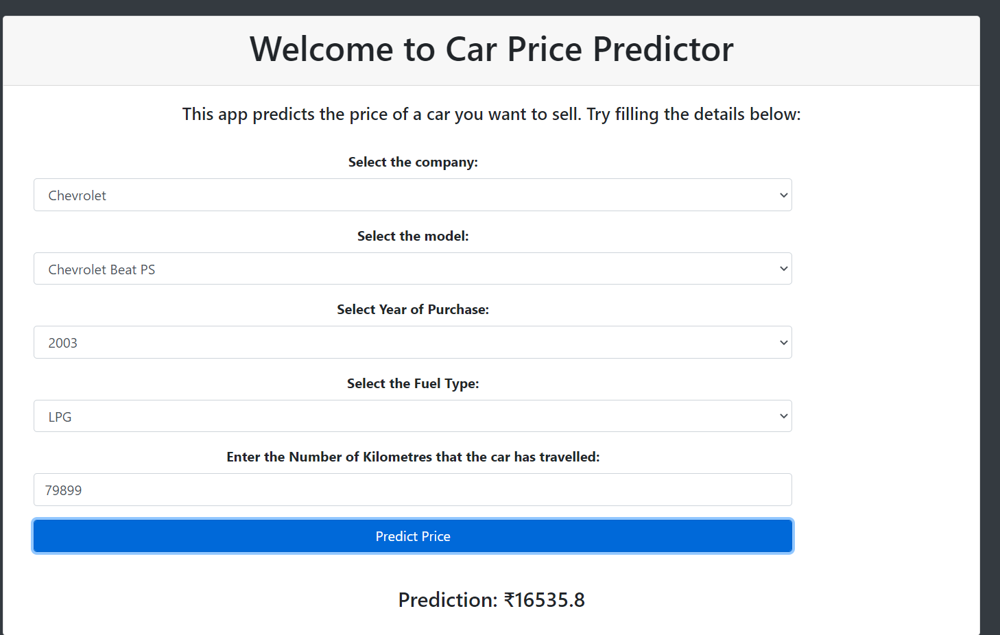 Welcome to Car Price Predictor
This app predicts the price of a car you want to sell. Try filling the details below:
Select the company:
Chevrolet
Select the model:
Chevrolet Beat PS
Select Year of Purchase:
2003
Select the Fuel Type:
LPG
Enter the Number of Kilometres that the car has travelled:
79899
Predict Price
Prediction: ₹16535.8